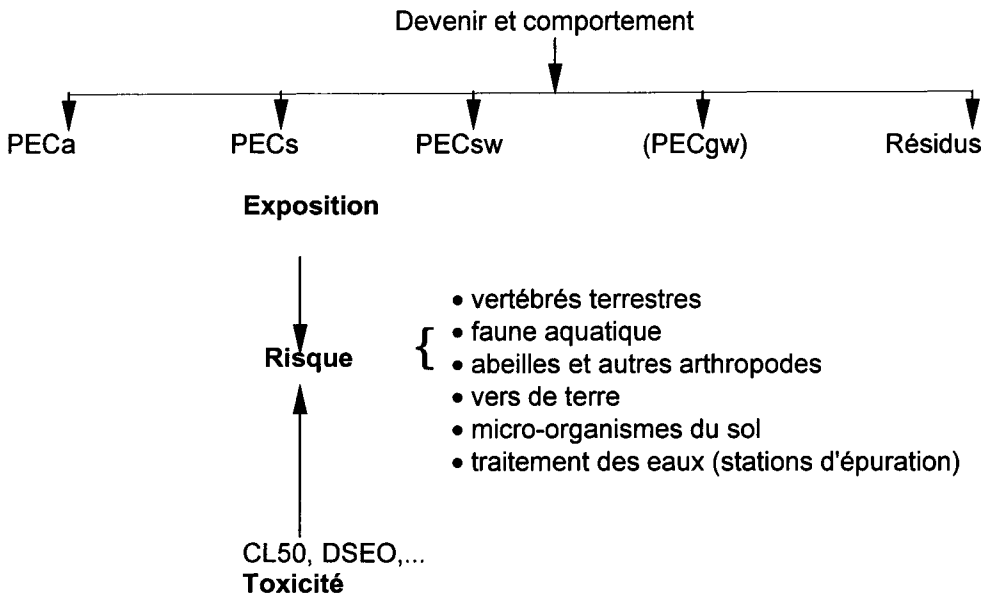 Devenir et comportement
PECa PECs PECsw (PECgw) Résidus
Exposition
• vertébrés terrestres
• faune aquatique
Risque {
• abeilles et autres arthropodes
• vers de terre
• micro-organismes du sol
• traitement des eaux (stations d'épuration)
CL50, DSEO,...
Toxicité